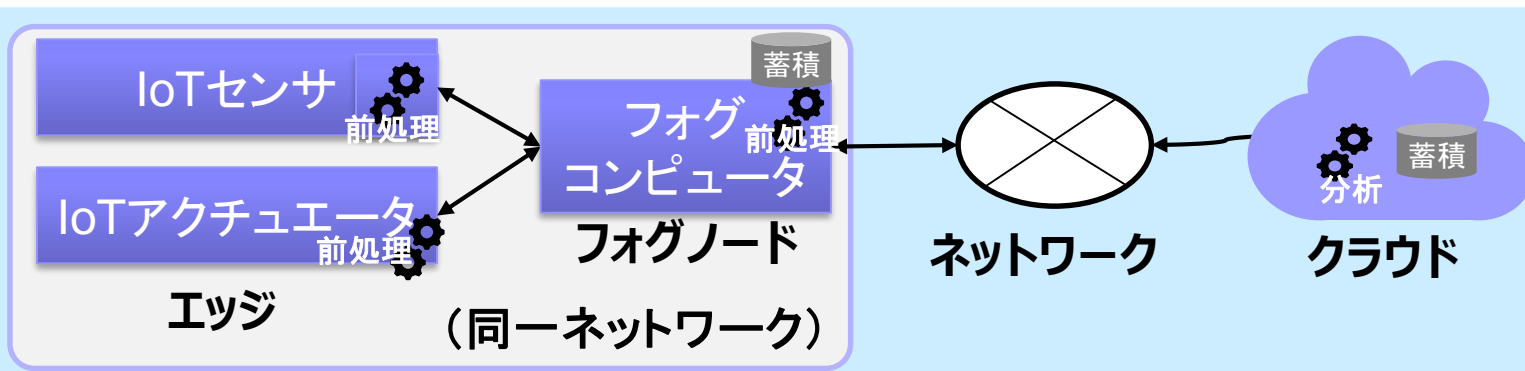 IoTセンサ
前処理
IoTアクチュエータ
前処理
エッジ
蓄積
フォグ
コンピュータ
前処理
フォグノード
（同一ネットワーク）
ネットワーク
分析
蓄積
クラウド